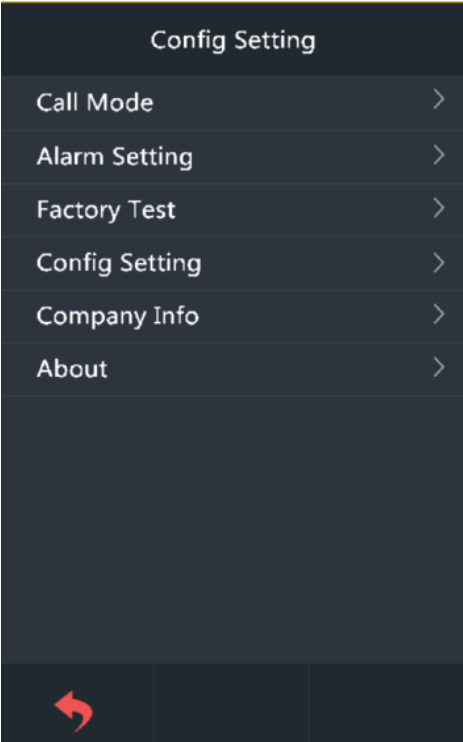 Config Setting
Call Mode
Alarm Setting
Factory Test
Config Setting
Company Info
About